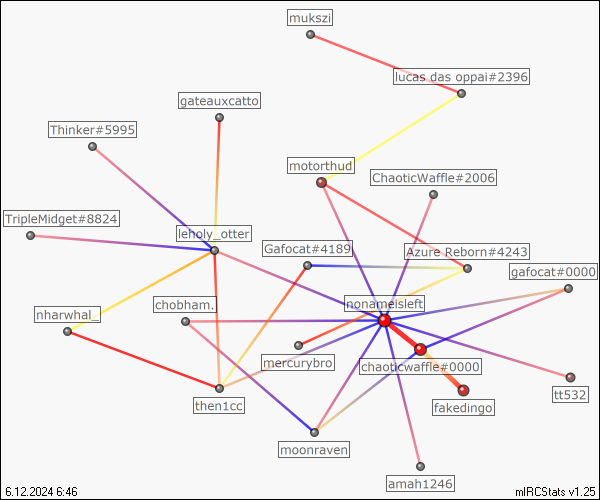 mukszi
lucas das oppai#2396
gateauxcatto
Thinker#5995
motorthud
ChaoticWaffle#2006
TripleMidget#8824
leholy_otter
Gafocat#4189
Azure Reborn#4243
gafocat#0000
chobham.
nonameisleft
nharwhal_
mercurybro
chaoticwaffle#0000
then1cc
fakedingo
tt532
moonraven
amah1246
6.12.2024 6:46
mIRCStats v1.25